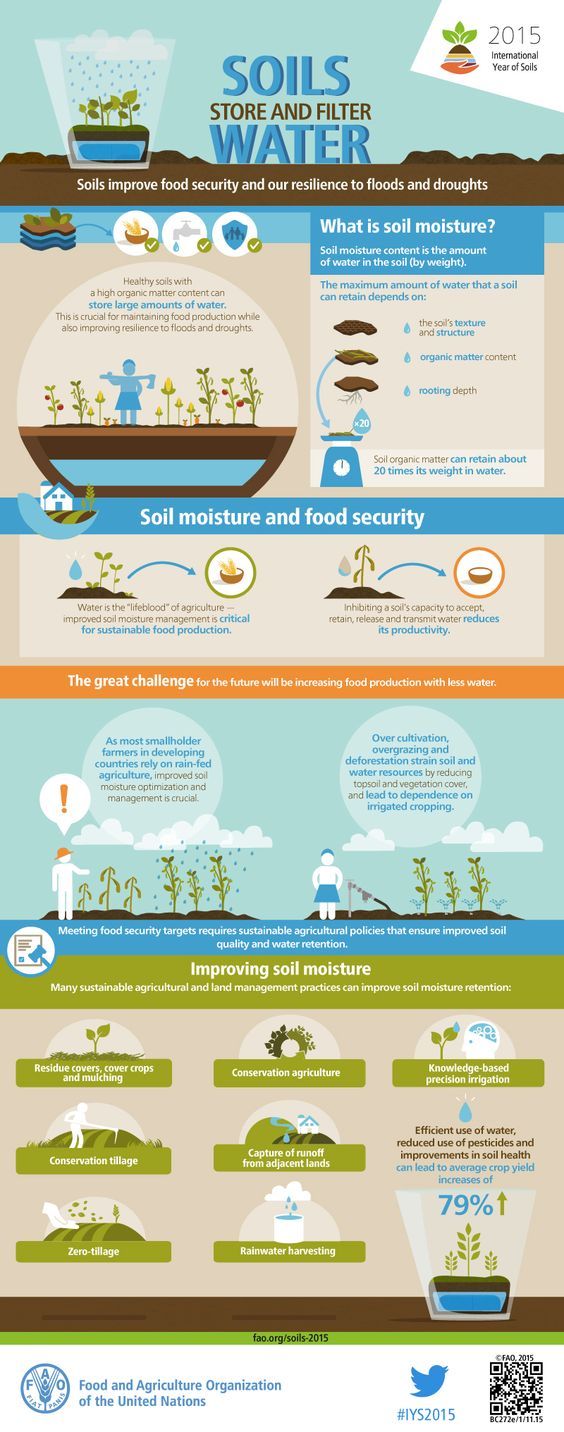 2015
International
Year of Soils
SOILS
STORE AND FILTER
WATER
Soils improve food security and our resilience to floods and droughts
Healthy soils with
a high organic matter content can
store large amounts of water.
This is crucial for maintaining food production while
also improving resilience to floods and droughts.
What is soil moisture?
Soil moisture content is the amount
of water in the soil (by weight).
The maximum amount of water that a soil
can retain depends on:
the soil's texture
and structure
organic matter content
rooting depth
×20
Soil organic matter can retain about
20 times its weight in water.
Soil moisture and food security
Water is the "lifeblood" of agriculture —
improved soil moisture management is critical
for sustainable food production.
Inhibiting a soil's capacity to accept,
retain, release and transmit water reduces
its productivity.
The great challenge for the future will be increasing food production with less water.
As most smallholder
farmers in developing
countries rely on rain-fed
agriculture, improved soil
moisture optimization and
management is crucial.
!
Over cultivation,
overgrazing and
deforestation strain soil and
water resources by reducing
topsoil and vegetation cover,
and lead to dependence on
irrigated cropping.
Meeting food security targets requires sustainable agricultural policies that ensure improved soil
quality and water retention.
Improving soil moisture
Many sustainable agricultural and land management practices can improve soil moisture retention:
Residue covers, cover crops
and mulching
Conservation agriculture
Knowledge-based
precision irrigation
Conservation tillage
Capture of runoff
from adjacent lands
Zero-tillage
Rainwater harvesting
Efficient use of water,
reduced use of pesticides and
improvements in soil health
can lead to average crop yield
increases of
79%
fao.org/soils-2015
FAO
FIAT PANIS
Food and Agriculture Organization
of the United Nations
#IYS2015
©FAO, 2015
BC272e/1/11.15